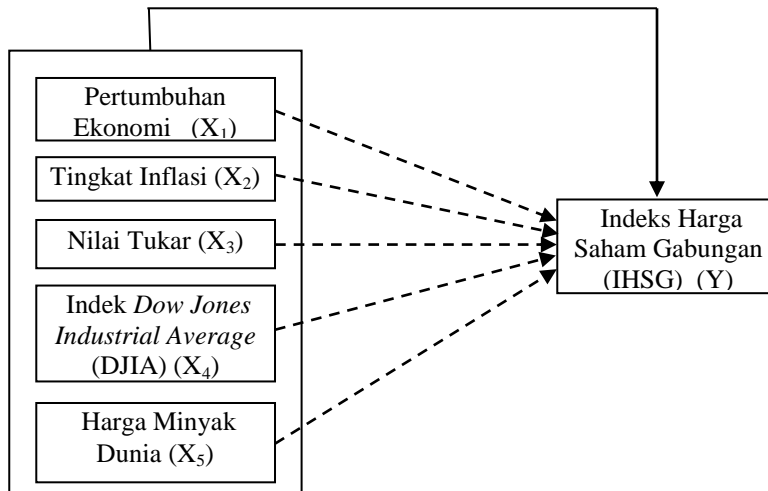 Pertumbuhan
Ekonomi (X₁)
Tingkat Inflasi (X₂)
Nilai Tukar (X₃)
Indek Dow Jones
Industrial Average
(DJIA) (X₄)
Harga Minyak
Dunia (X₅)
Indeks Harga
Saham Gabungan
(IHSG) (Y)